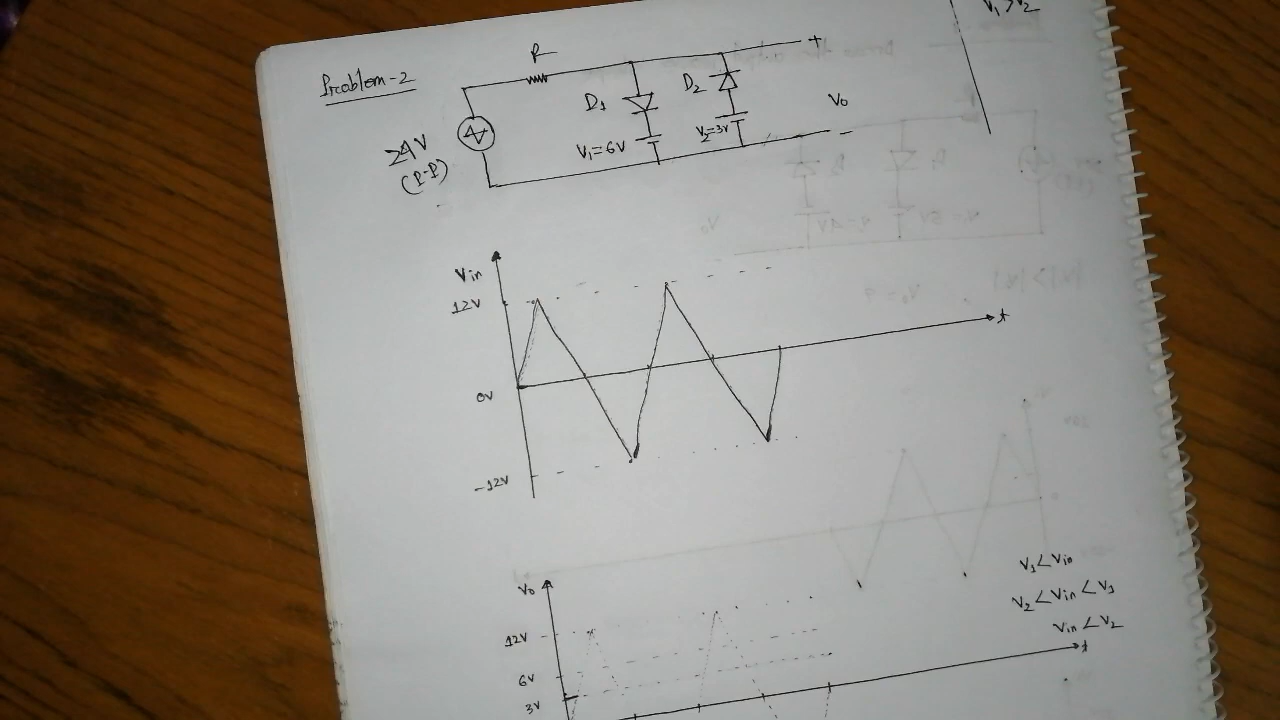 V₁>V₂
Problem-2
R
+
D₁
D₂
V₀
24V
(P-P)
V₁=6V
V₂=3V
-
Vin
12V
t
0V
-12V
V₁<Vin
V₀
V₂<Vin<V₁
12V
Vin<V₂
t
6V
3V